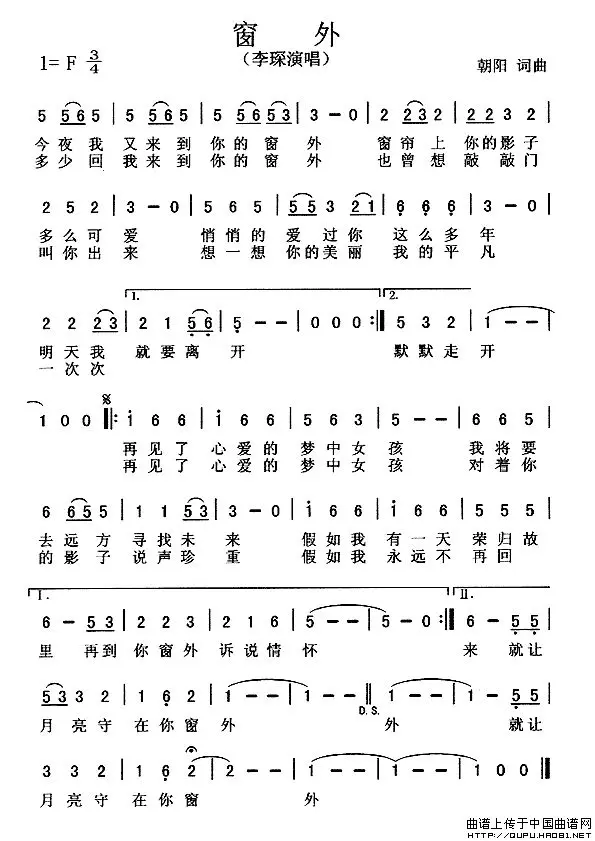 窗 外
(李琛演唱)
1=F 3/4
朝阳 词曲
5 565 | 5 565 | 5 5653 | 3 - 0 | 2 232 | 2232 |
今夜我 又来到 你的窗 外 窗帘上 你的影子
多少回 我来到 你的窗 外 也曾想 敲敲门
2 5 2 | 3 - 0 | 5 6 5 | 553 21 | 6 6 6 | 3 - 0 |
多么可 爱 悄悄的 爱过你 这么多 年
叫你出 来 想一想 你的美丽 我的平 凡
1.
2.
2 2 23 | 2 1 56 | 5 - - | 0 0 0 :| 5 3 2 | 1 - - |
明天我 就要离 开 默默走 开
一次次
1 0 0 |: i 6 6 | i 6 6 | 5 6 3 | 5 - - | 6 6 5 |
再见了 心爱的 梦中女 孩 我将要
再见了 心爱的 梦中女 孩 对着你
6 655 | 1 1 53 | 3 - 0 | i 6 6 | i 6 6 | i 6 6 |
去远方 寻找未 来 假如我 有一天 荣归故
的影子 说声珍 重 假如我 永远不 再回
I.
II.
6 - 53 | 2 2 3 | 2 1 6 | 5 - - | 5 - 0 :| 6 - 55 |
里 再到 你窗外 诉说情 怀 来 就让
553 3 2 | 1 6 2 | 1 - - | 1 - - || 1 - - | 1 - 55 |
D.S.
月亮守 在你窗 外 外 就让
3 3 2 | 1 6 2 | 2 - - | 1 - - | 1 - - | 1 0 0 ||
月亮守 在你窗 外
曲谱上传于中国曲谱网
@QUPU.HAO81.NET